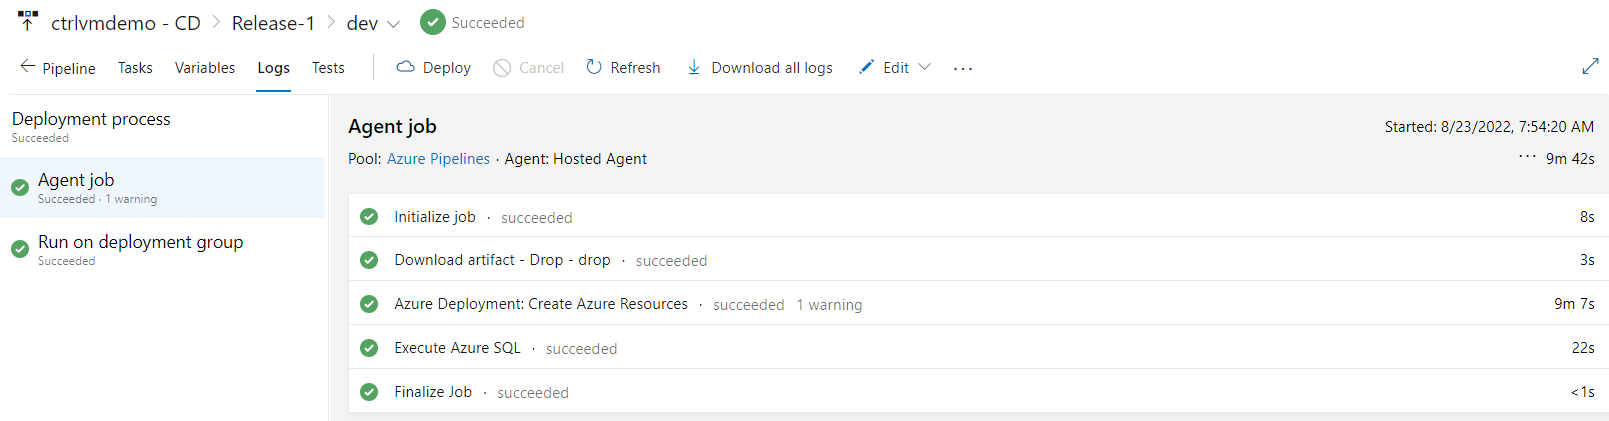 ctrlvmdemo - CD > Release-1 > dev Succeeded
Pipeline Tasks Variables Logs Tests Deploy Cancel Refresh Download all logs Edit ...
Deployment process
Succeeded
Agent job
Succeeded · 1 warning
Run on deployment group
Succeeded
Agent job Started: 8/23/2022, 7:54:20 AM
Pool: Azure Pipelines · Agent: Hosted Agent ... 9m 42s
Initialize job · succeeded 8s
Download artifact - Drop - drop · succeeded 3s
Azure Deployment: Create Azure Resources · succeeded 1 warning 9m 7s
Execute Azure SQL · succeeded 22s
Finalize Job · succeeded <1s